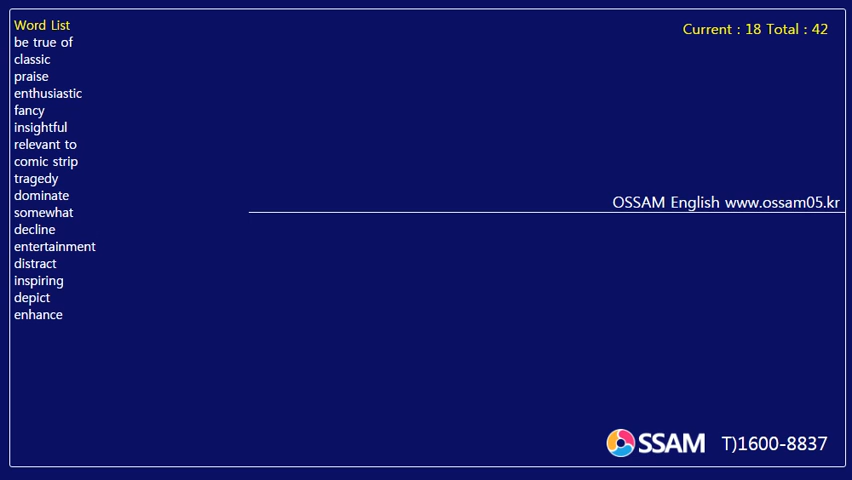 Word List
be true of
classic
praise
enthusiastic
fancy
insightful
relevant to
comic strip
tragedy
dominate
somewhat
decline
entertainment
distract
inspiring
depict
enhance
Current : 18 Total : 42
OSSAM English www.ossam05.kr
OSSAM T)1600-8837